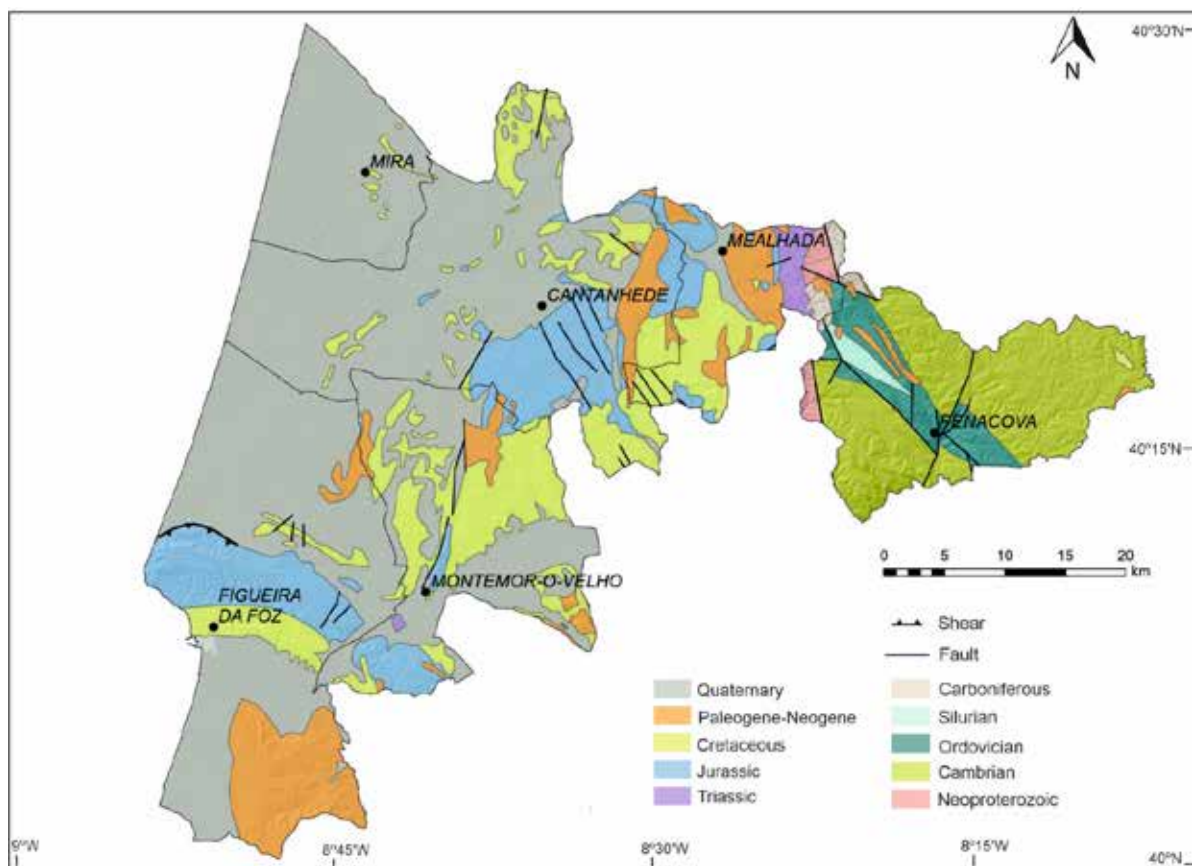 40°30'N
N
MIRA
MEALHADA
CANTANHEDE
PENACOVA
40°15'N
0 5 10 15 20
km
MONTEMOR-O-VELHO
FIGUEIRA
DA FOZ
Shear
Fault
Quaternary
Paleogene-Neogene
Cretaceous
Jurassic
Triassic
Carboniferous
Silurian
Ordovician
Cambrian
Neoproterozoic
9°W
8°45'W
8°30'W
8°15'W
40°N